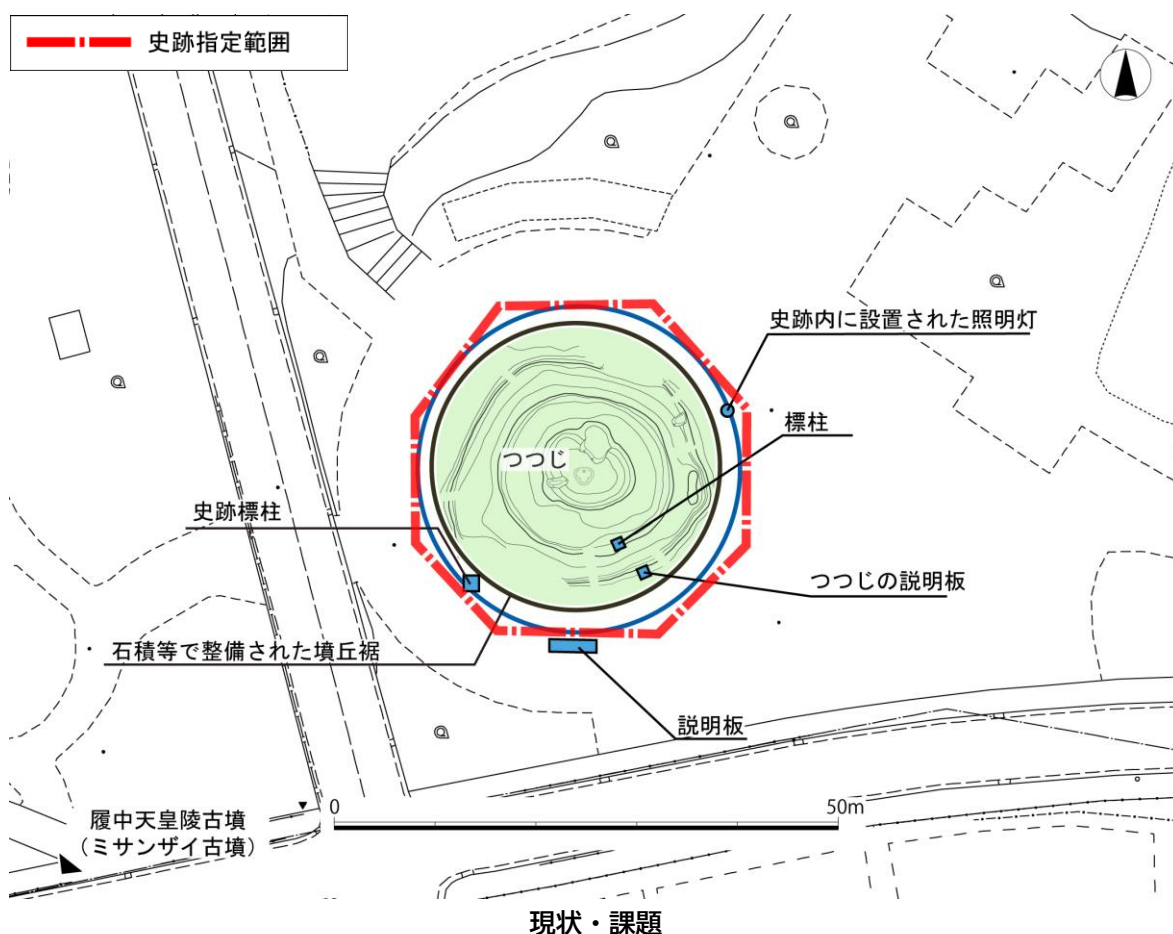 史跡指定範囲
史跡内に設置された照明灯
標柱
つつじ
史跡標柱
つつじの説明板
石積等で整備された墳丘裾
説明板
0
50m
履中天皇陵古墳
（ミサンザイ古墳）
現状・課題